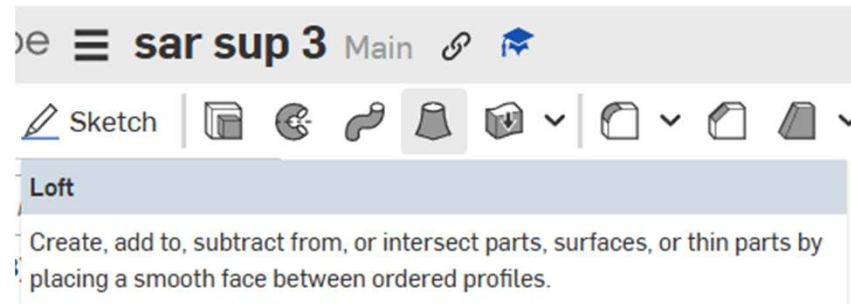 sar sup 3 Main
Sketch
Loft
Create, add to, subtract from, or intersect parts, surfaces, or thin parts by
placing a smooth face between ordered profiles.